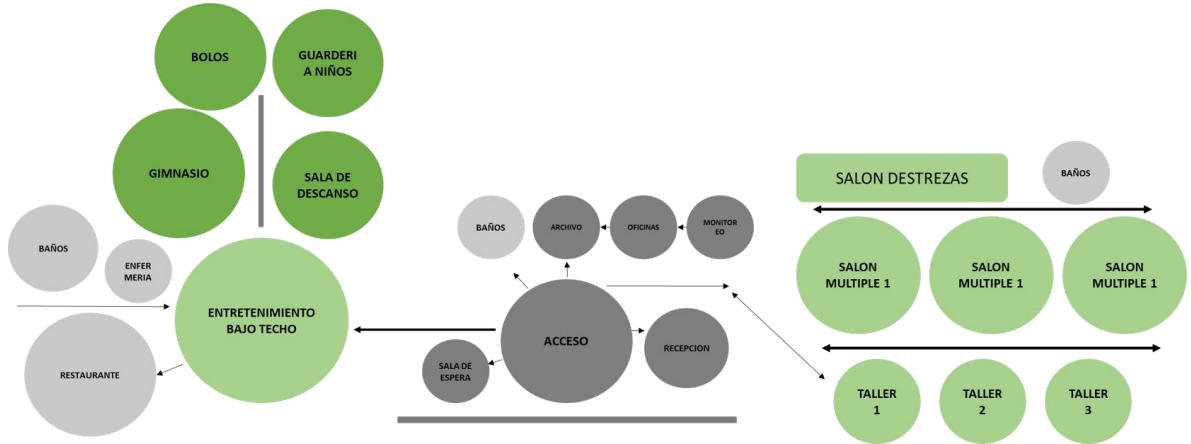 BOLOS
GUARDERI
A NIÑOS
GIMNASIO
SALA DE
DESCANSO
BAÑOS
ENFER
MERIA
ENTRETENIMIENTO
BAJO TECHO
RESTAURANTE
BAÑOS
ARCHIVO
OFICINAS
MONITOR
EO
ACCESO
SALA DE
ESPERA
RECEPCION
SALON DESTREZAS
BAÑOS
SALON
MULTIPLE 1
SALON
MULTIPLE 1
SALON
MULTIPLE 1
TALLER
1
TALLER
2
TALLER
3